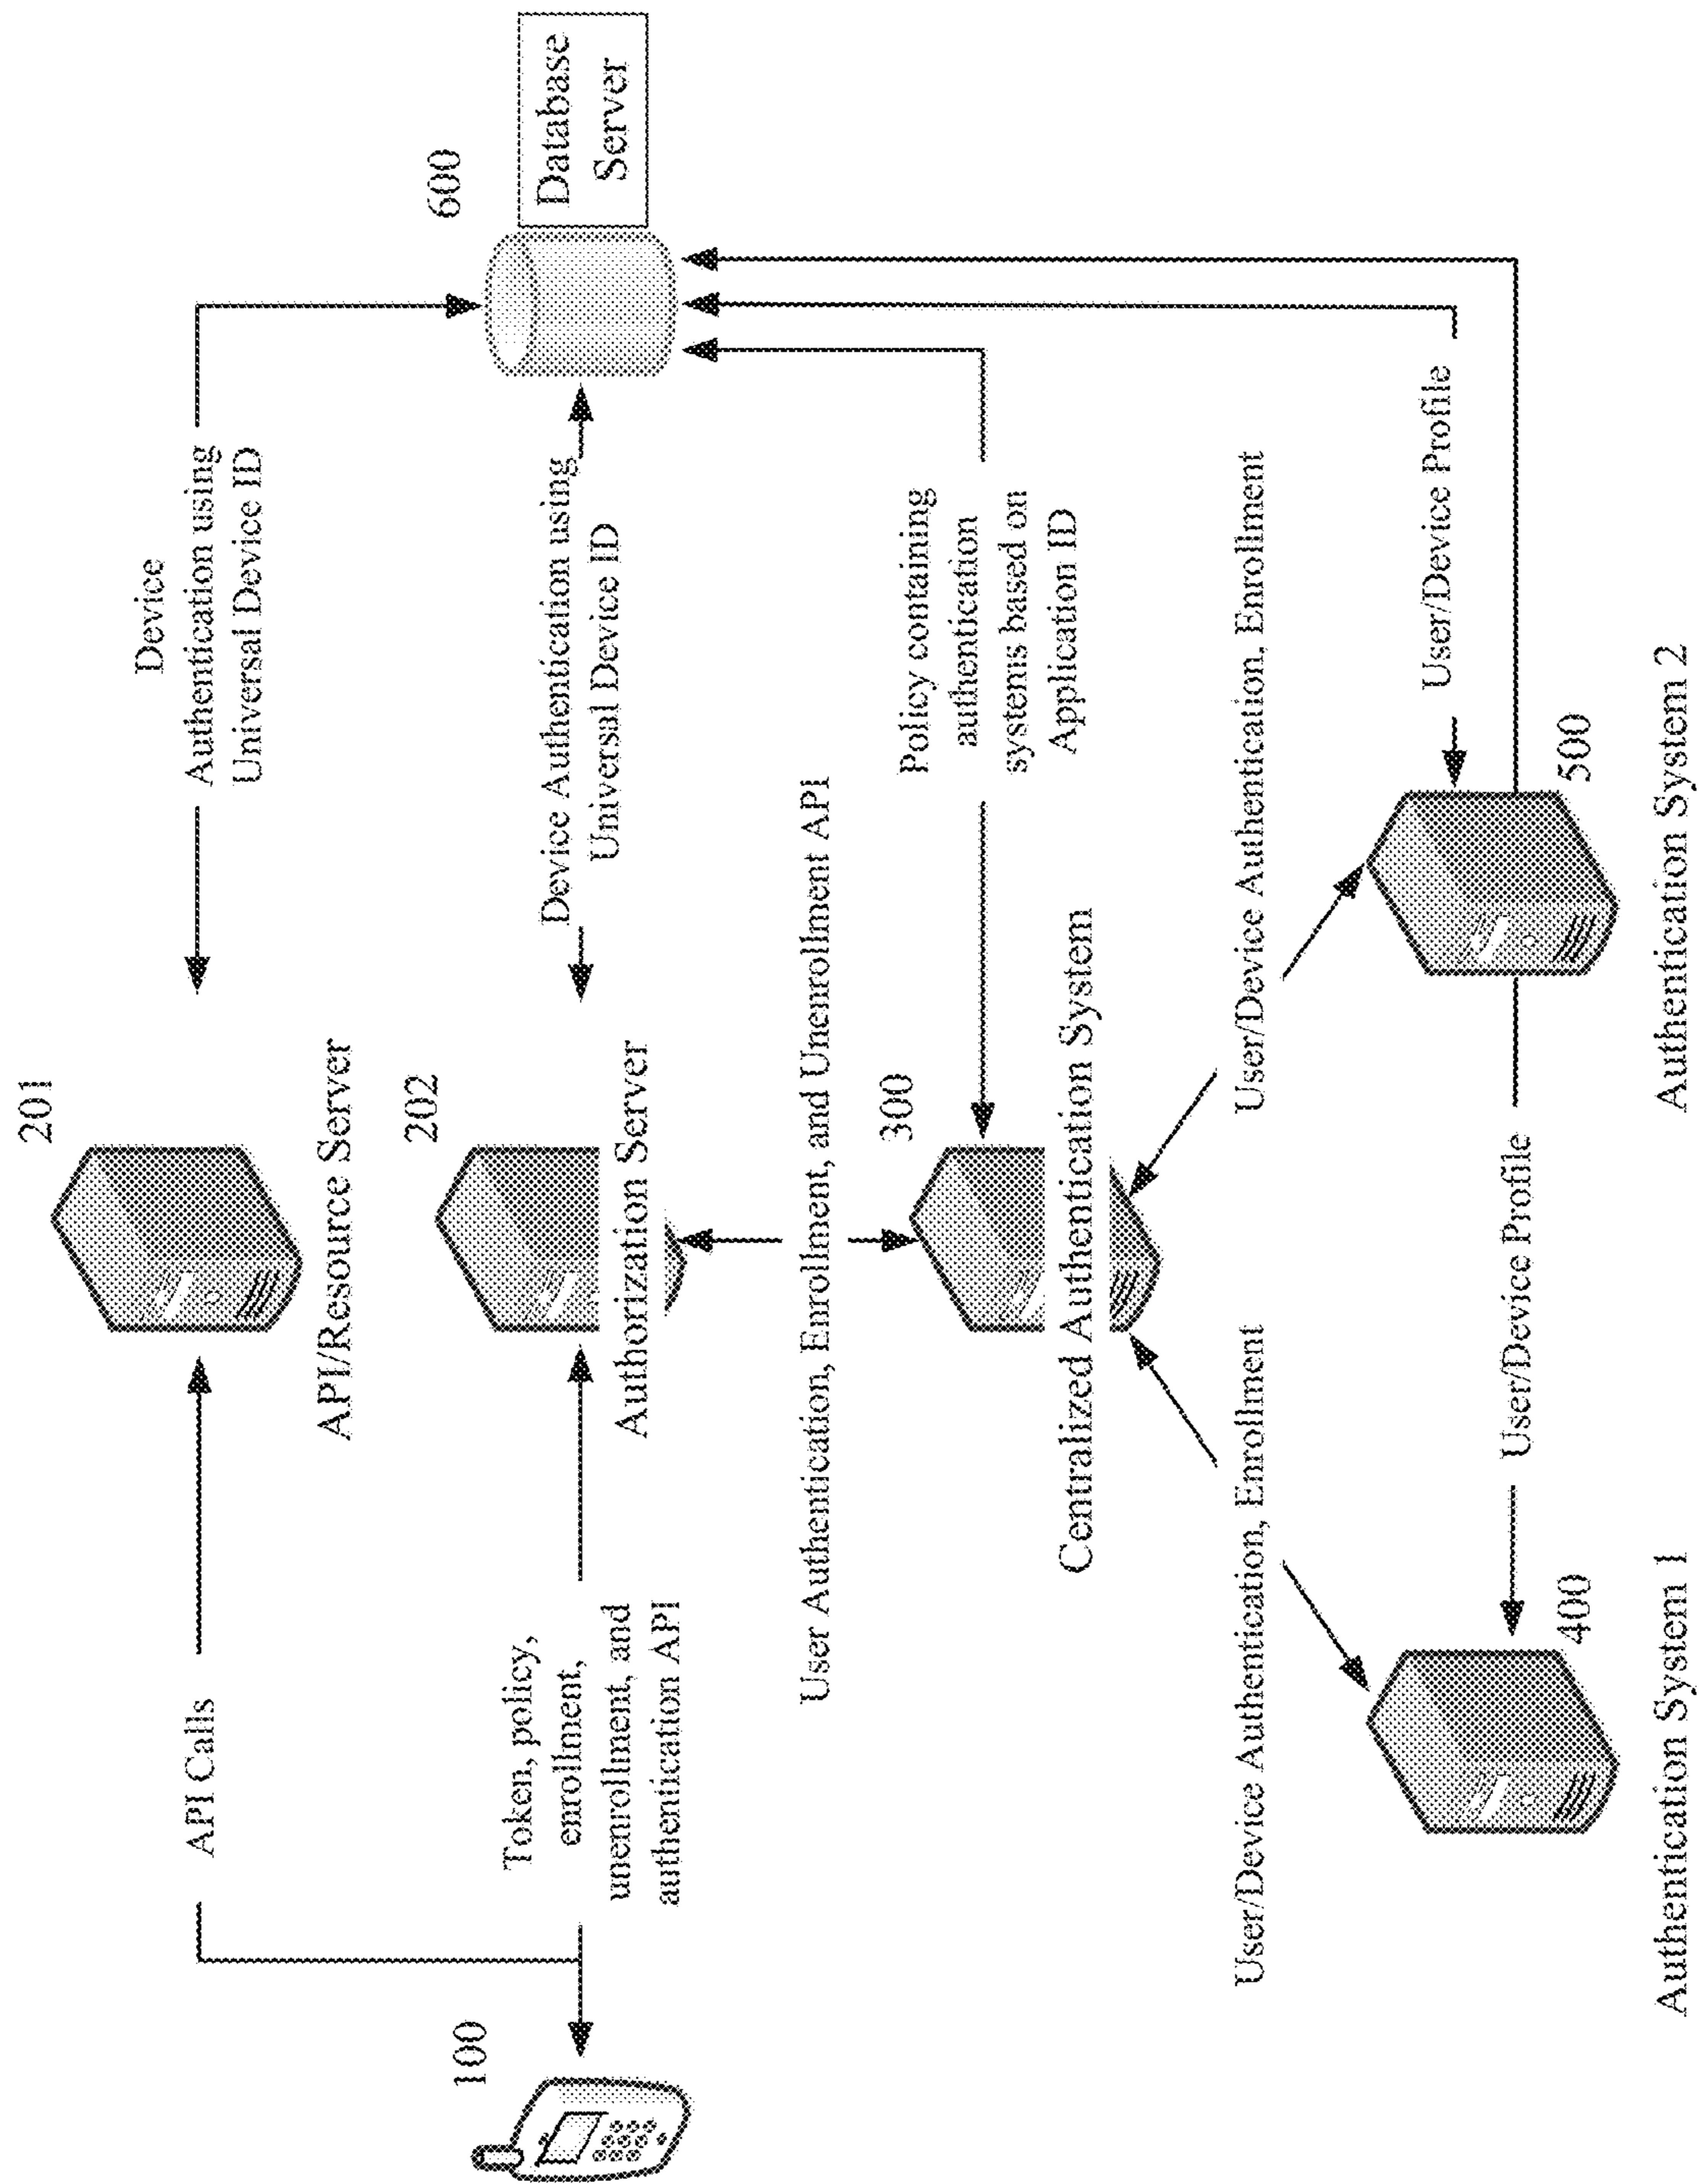 201
API Calls
API/Resource Server
Device
Authentication using
Universal Device ID
100
202
600
Token, policy,
enrollment,
unenrollment, and
authentication API
Authorization Server
Device Authentication using
Universal Device ID
Database
Server
User Authentication, Enrollment, and Unenrollment API
300
Policy containing
authentication
systems based on
Application ID
Centralized Authentication System
User/Device Authentication, Enrollment
User/Device Authentication, Enrollment
User/Device Profile
User/Device Profile
400
500
Authentication System 1
Authentication System 2